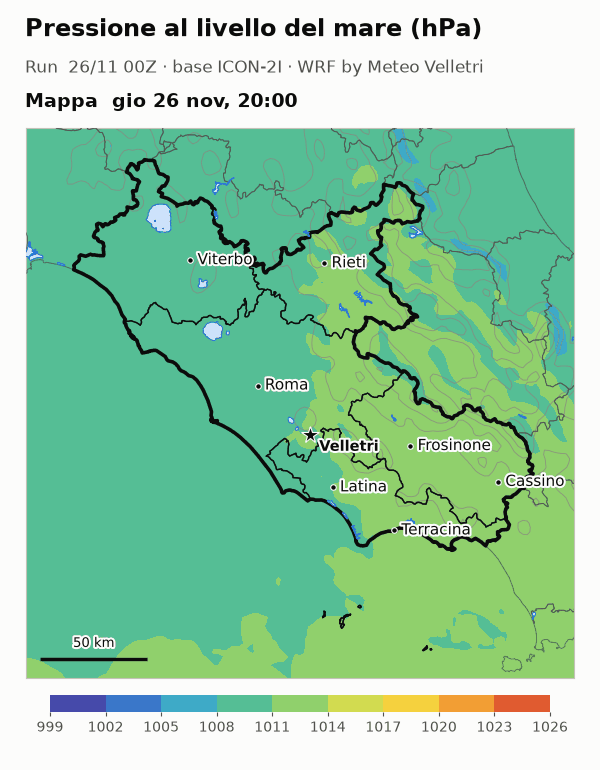 Pressione al livello del mare (hPa)
Run  26/11 00Z · base ICON-2I · WRF by Meteo Velletri
Mappa  gio 26 nov, 20:00
Viterbo
Rieti
Roma
Velletri
Frosinone
Latina
Cassino
Terracina
50 km
999 1002 1005 1008 1011 1014 1017 1020 1023 1026